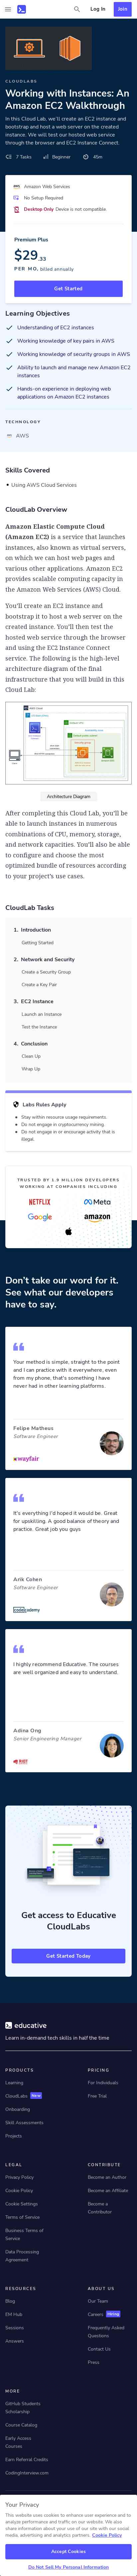 Log In
Join
CLOUDLABS
Working with Instances: An
Amazon EC2 Walkthrough
In this Cloud Lab, we'll create an EC2 instance and
bootstrap with and host a web server on the created
instance. We will also connect to the web server
through the EC2 Instance Connect.
7 Tasks
Beginner
45m
Amazon Web Services
No Setup Required
Desktop Only Device is not compatible.
Premium Plus
$29.33
PER MO, billed annually
Get Started
Learning Objectives
Understanding of EC2 instances
Working knowledge of key pairs in AWS
Working knowledge of security groups in AWS
Ability to launch and manage new Amazon EC2
instances
Hands-on experience in deploying web
applications on Amazon EC2 instances
TECHNOLOGY
AWS
Skills Covered
Using AWS Cloud Services
CloudLab Overview
Amazon Elastic Compute Cloud
(Amazon EC2) is a service that launches
instances, also known as virtual servers,
on which we can host web pages and
various other applications. Amazon EC2
provides scalable computing capacity in
the Amazon Web Services (AWS) Cloud.
You'll create an EC2 instance and
bootstrap it to host a web server on the
created instance. You'll then test the
web server through the local machine
using the EC2 Instance Connect
service. The following is the high level
architecture diagram of the final
infrastructure that you will build in this
Cloud Lab:
Architecture Diagram
After completing this Cloud Lab, you'll be
able to launch instances in various
combinations of CPU, memory, storage,
and network capacity. You'll also be able
to configure and choose the most
optimized bundle of resources according
to your project's cases.
CloudLab Tasks
1. Introduction
Getting Started
2. Network and Security
Create a Security Group
Create a Key Pair
3. EC2 Instance
Launch an Instance
Test the Instance
4. Conclusion
Clean Up
Wrap Up
Labs Rules Apply
Stay within resource usage requirements.
Do not engage in cryptocurrency mining.
Do not engage in or encourage activity that is
illegal.
TRUSTED BY 1.9 MILLION DEVELOPERS
WORKING AT COMPANIES INCLUDING
NETFLIX
Meta
Google
amazon
Don't take our word for it.
See what our developers
have to say.
Your method is simple, straight to the point and
I can practice with it everywhere, even
from my phone, that's something I have
never had in other learning platforms.
Felipe Matheus
Software Engineer
wayfair
It's everything I'd hoped it would be. Great
for upskilling. A good balance of theory and
practice. Great job you guys
Arik Cohen
Software Engineer
codecademy
I highly recommend Educative. The courses
are well organized and easy to understand.
Adina Ong
Senior Engineering Manager
RIOT
Get access to Educative
CloudLabs
Get Started Today
educative
Learn in-demand tech skills in half the time
PRODUCTS
Learning
CloudLabs New
Onboarding
Skill Assessments
Projects
PRICING
For Individuals
Free Trial
LEGAL
Privacy Policy
Cookie Policy
Cookie Settings
Terms of Service
Business Terms of
Service
Data Processing
Agreement
CONTRIBUTE
Become an Author
Become an Affiliate
Become a
Contributor
RESOURCES
Blog
EM Hub
Sessions
Answers
ABOUT US
Our Team
Careers Hiring
Frequently Asked
Questions
Contact Us
Press
MORE
GitHub Students
Scholarship
Course Catalog
Early Access
Courses
Earn Referral Credits
CodingInterview.com
Your Privacy
This website uses cookies to enhance user experience
and to analyze performance and traffic on our website.
We also share information about your use of our site
with our social media, advertising, and analytics
partners. Cookie Policy
Accept Cookies
Do Not Sell My Personal Information